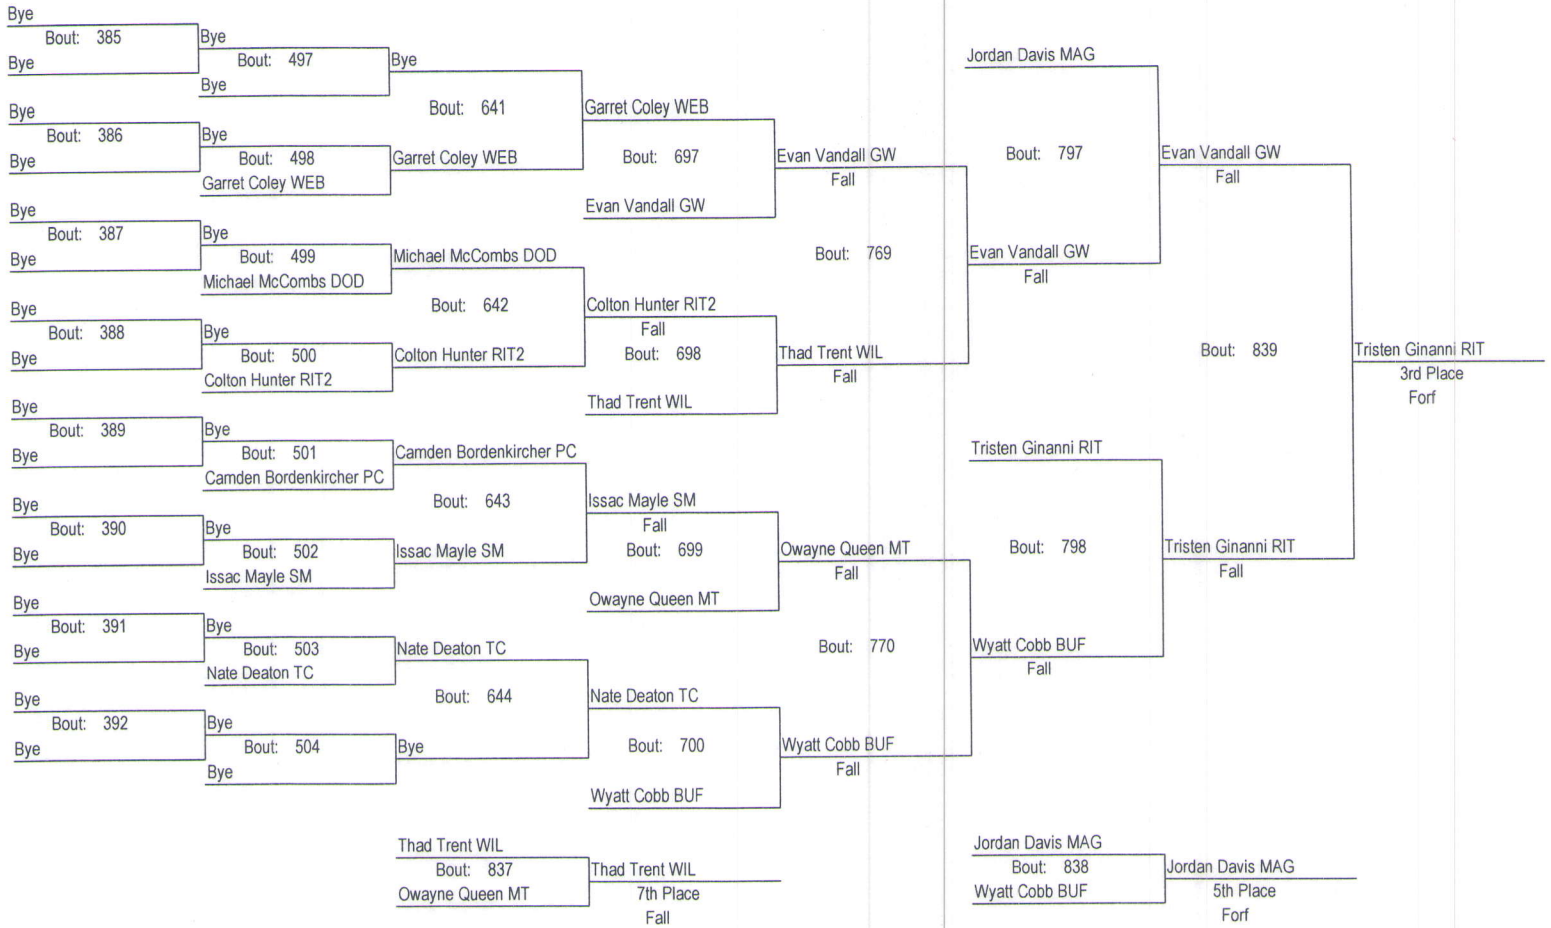 Bye
Bout: 385
Bye
Bye
Bout: 386
Bye
Bye
Bout: 387
Bye
Bye
Bout: 388
Bye
Bye
Bout: 389
Bye
Bye
Bout: 390
Bye
Bye
Bout: 391
Bye
Bye
Bout: 392
Bye
Bye
Bout: 497
Bye
Bye
Bout: 498
Garret Coley WEB
Bye
Bout: 499
Michael McCombs DOD
Bye
Bout: 500
Colton Hunter RIT2
Bye
Bout: 501
Camden Bordenkircher PC
Bye
Bout: 502
Issac Mayle SM
Bye
Bout: 503
Nate Deaton TC
Bye
Bout: 504
Bye
Bye
Bout: 641
Garret Coley WEB
Michael McCombs DOD
Bout: 642
Colton Hunter RIT2
Camden Bordenkircher PC
Bout: 643
Issac Mayle SM
Nate Deaton TC
Bout: 644
Bye
Garret Coley WEB
Bout: 697
Evan Vandall GW
Colton Hunter RIT2
Fall
Bout: 698
Thad Trent WIL
Issac Mayle SM
Fall
Bout: 699
Owayne Queen MT
Nate Deaton TC
Bout: 700
Wyatt Cobb BUF
Evan Vandall GW
Fall
Bout: 769
Thad Trent WIL
Fall
Owayne Queen MT
Fall
Bout: 770
Wyatt Cobb BUF
Fall
Jordan Davis MAG
Bout: 797
Evan Vandall GW
Fall
Tristen Ginanni RIT
Bout: 798
Wyatt Cobb BUF
Fall
Evan Vandall GW
Fall
Bout: 839
Tristen Ginanni RIT
Fall
Tristen Ginanni RIT
3rd Place
Forf
Thad Trent WIL
Bout: 837
Owayne Queen MT
Thad Trent WIL
7th Place
Fall
Jordan Davis MAG
Bout: 838
Wyatt Cobb BUF
Jordan Davis MAG
5th Place
Forf